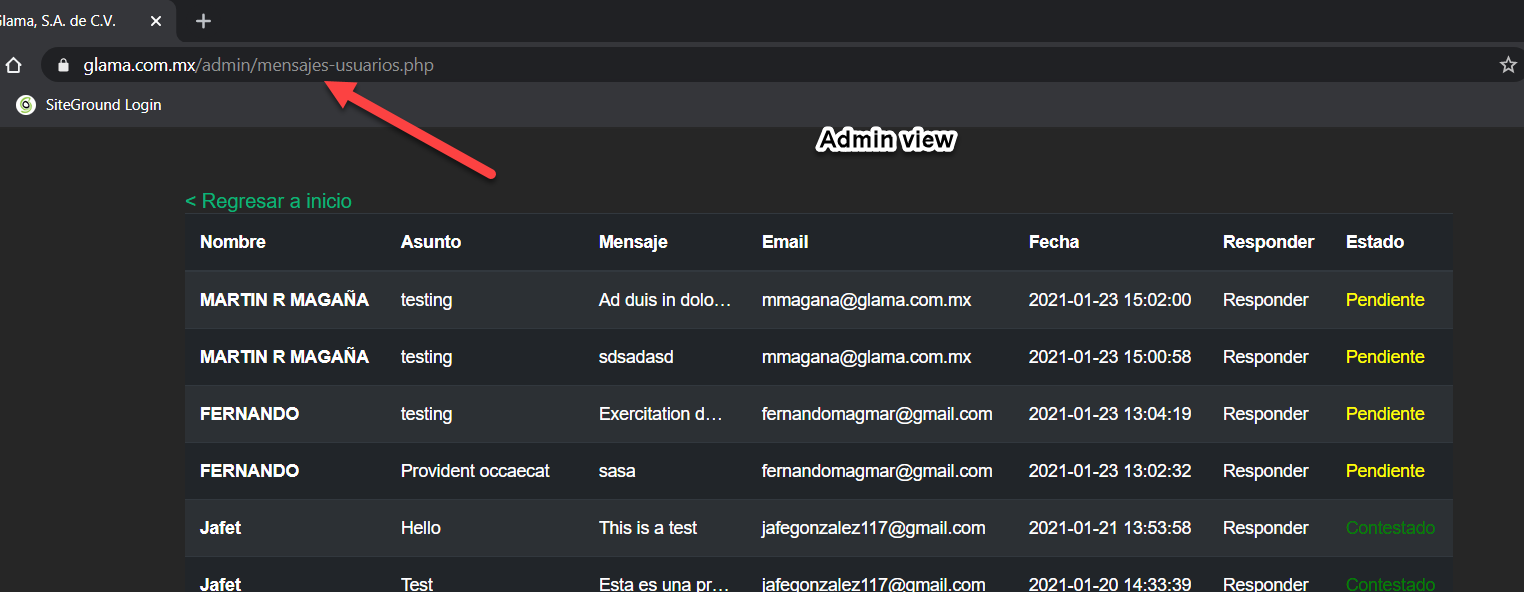 Glama, S.A. de C.V.
glama.com.mx/admin/mensajes-usuarios.php
SiteGround Login
Admin view
< Regresar a inicio
Nombre Asunto Mensaje Email Fecha Responder Estado
MARTIN R MAGAÑA testing Ad duis in dolo… mmagana@glama.com.mx 2021-01-23 15:02:00 Responder Pendiente
MARTIN R MAGAÑA testing sdsadasd mmagana@glama.com.mx 2021-01-23 15:00:58 Responder Pendiente
FERNANDO testing Exercitation d… fernandomagmar@gmail.com 2021-01-23 13:04:19 Responder Pendiente
FERNANDO Provident occaecat sasa fernandomagmar@gmail.com 2021-01-23 13:02:32 Responder Pendiente
Jafet Hello This is a test jafegonzalez117@gmail.com 2021-01-21 13:53:58 Responder Contestado
Jafet Test Esta es una pr… jafegonzalez117@gmail.com 2021-01-20 14:33:39 Responder Contestado